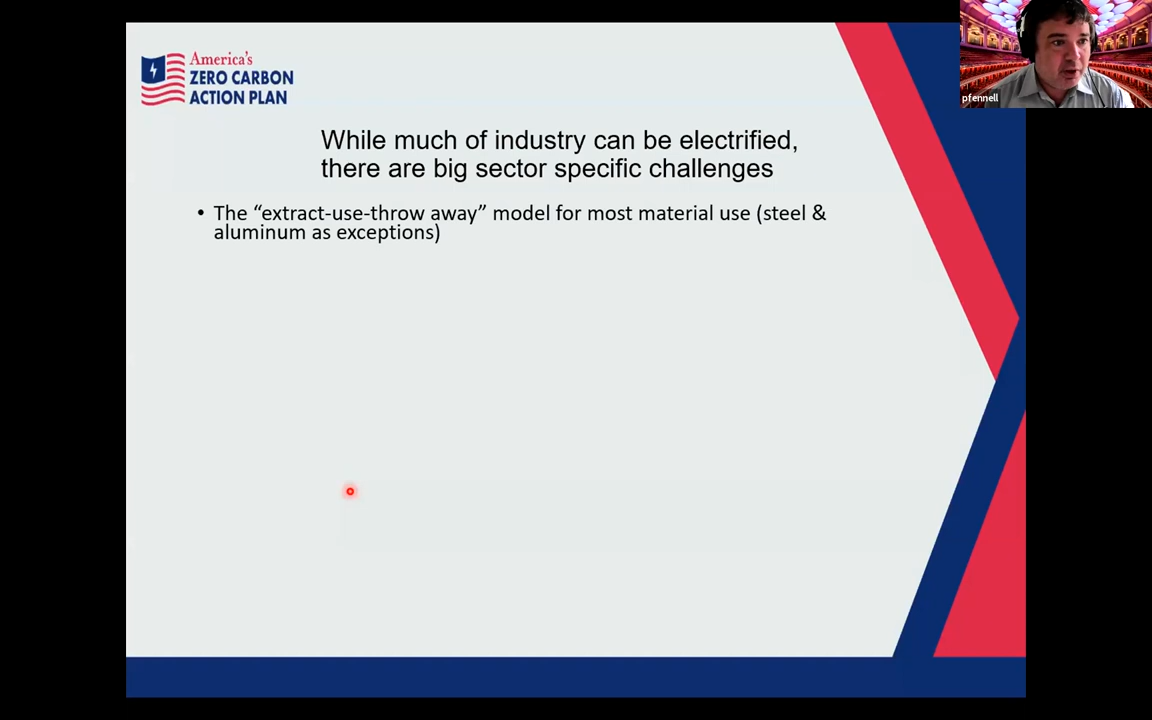 America's
ZERO CARBON
ACTION PLAN
pfennell
While much of industry can be electrified,
there are big sector specific challenges
• The “extract-use-throw away” model for most material use (steel &
aluminum as exceptions)